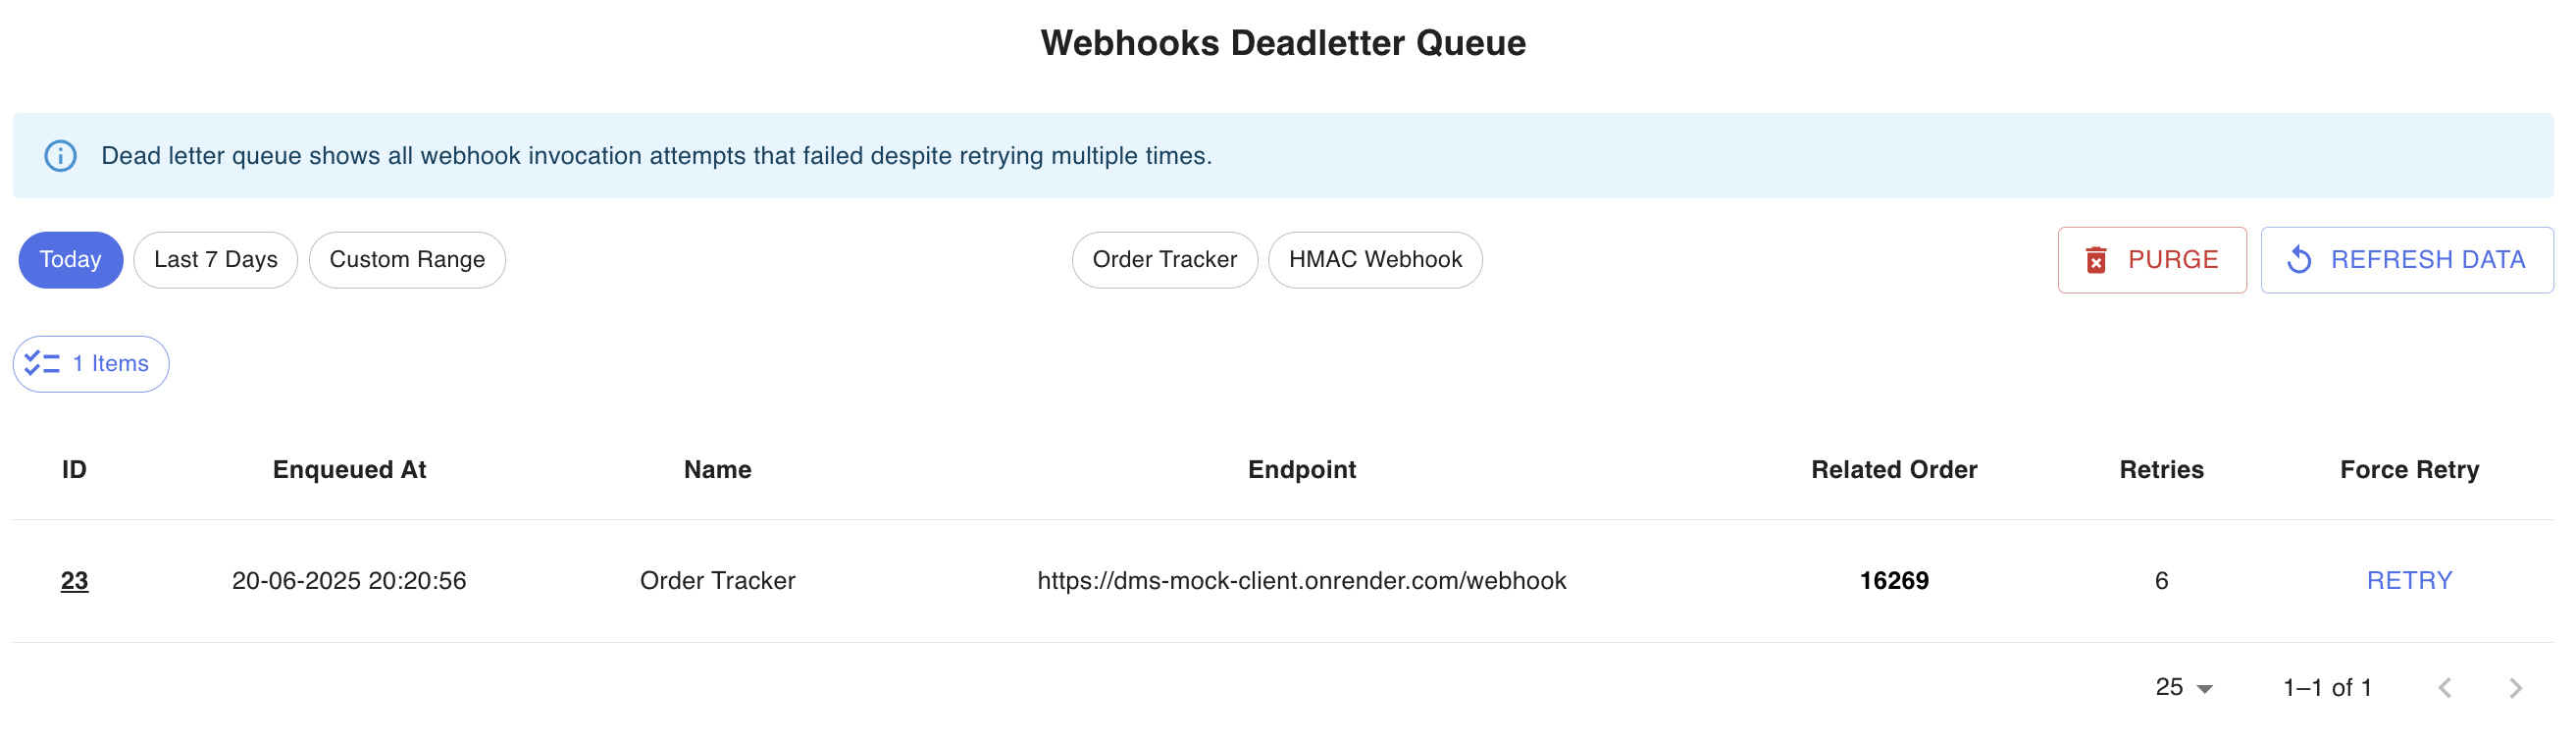 Webhooks Deadletter Queue
Dead letter queue shows all webhook invocation attempts that failed despite retrying multiple times.
Today Last 7 Days Custom Range Order Tracker HMAC Webhook PURGE REFRESH DATA
1 Items
ID Enqueued At Name Endpoint Related Order Retries Force Retry
23 20-06-2025 20:20:56 Order Tracker https://dms-mock-client.onrender.com/webhook 16269 6 RETRY
25 1–1 of 1